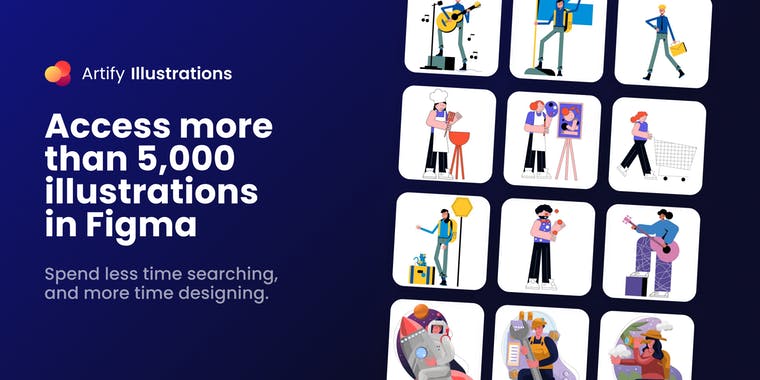 Artify Illustrations
Access more
than 5,000
illustrations
in Figma
Spend less time searching,
and more time designing.